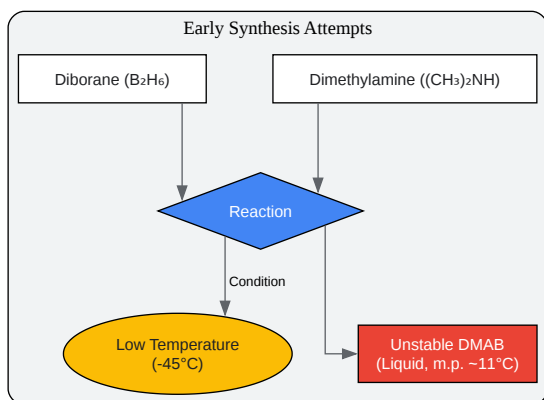 Early Synthesis Attempts
Diborane (B₂H₆)
Dimethylamine ((CH₃)₂NH)
Reaction
Condition
Low Temperature
(-45°C)
Unstable DMAB
(Liquid, m.p. ~11°C)